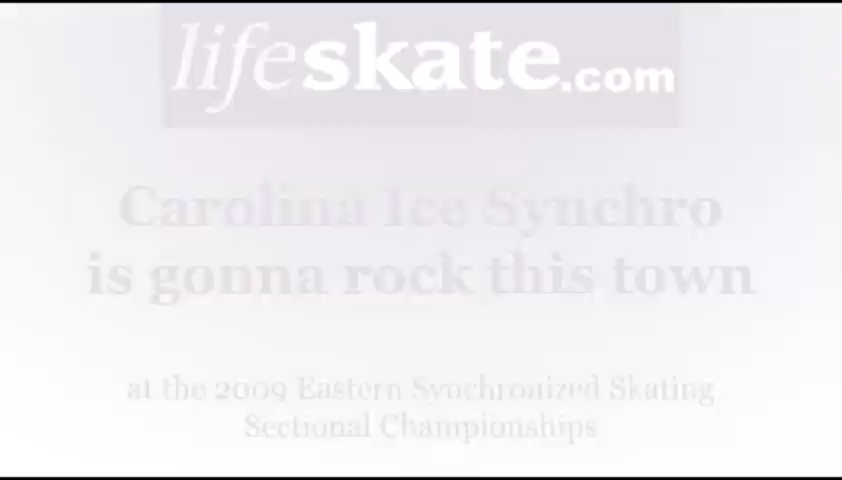 lifeskate.com
Carolina Ice Synchro
is gonna rock this town
at the 2009 Eastern Synchronized Skating
Sectional Championships